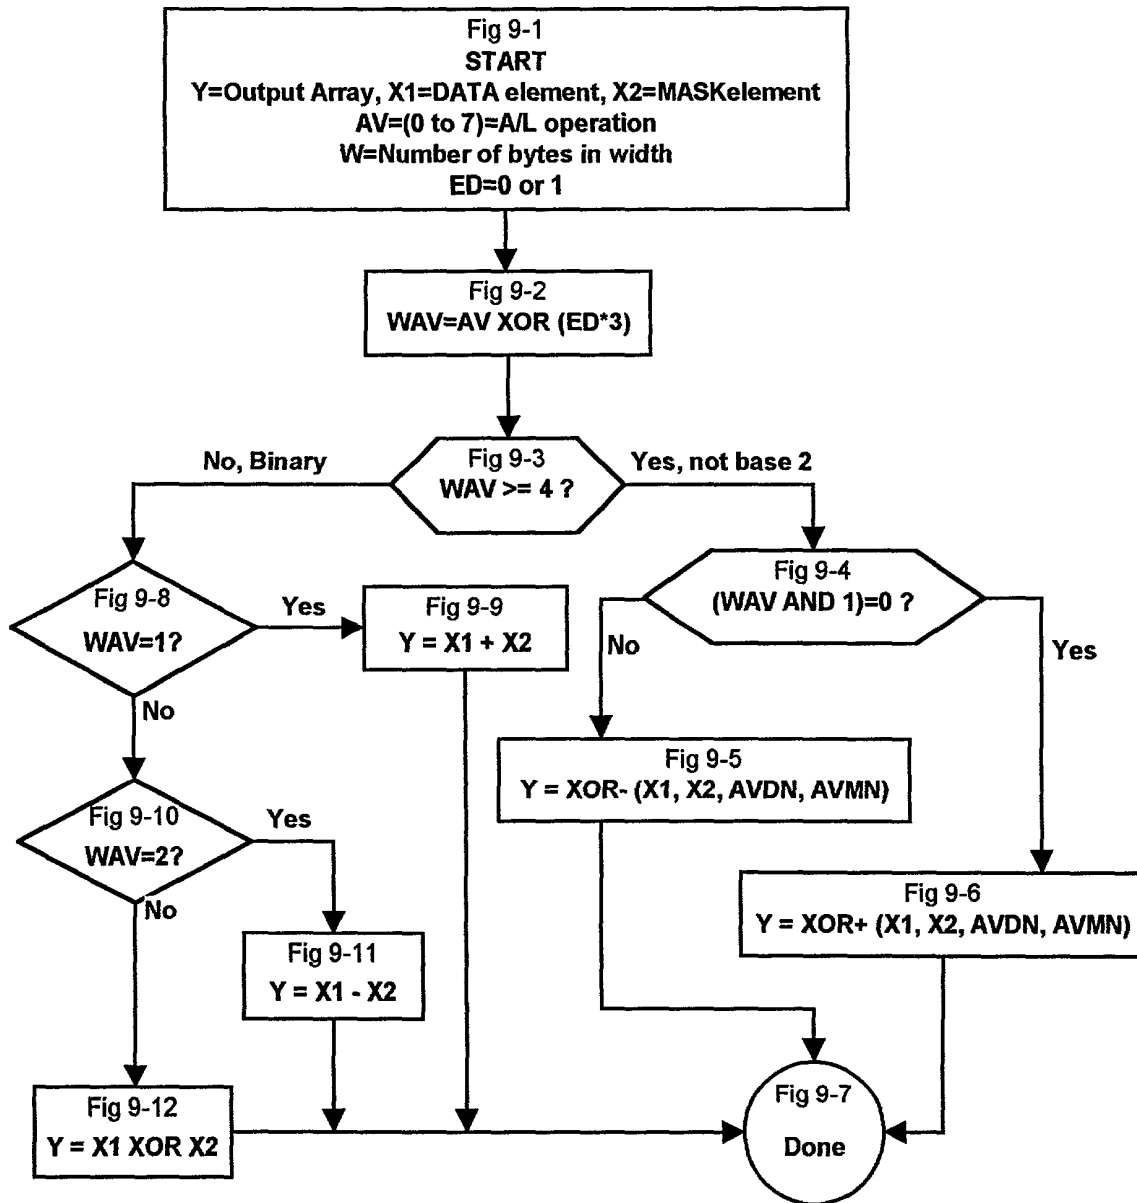 Fig 9-1
START
Y=Output Array, X1=DATA element, X2=MASKelement
AV=(0 to 7)=A/L operation
W=Number of bytes in width
ED=0 or 1
Fig 9-2
WAV=AV XOR (ED*3)
No, Binary
Fig 9-3
WAV >= 4 ?
Yes, not base 2
Fig 9-4
(WAV AND 1)=0 ?
No
Yes
Fig 9-8
WAV=1?
Yes
No
Fig 9-9
Y = X1 + X2
Fig 9-5
Y = XOR- (X1, X2, AVDN, AVMN)
Fig 9-10
WAV=2?
Yes
No
Fig 9-6
Y = XOR+ (X1, X2, AVDN, AVMN)
Fig 9-11
Y = X1 - X2
Fig 9-12
Y = X1 XOR X2
Fig 9-7
Done